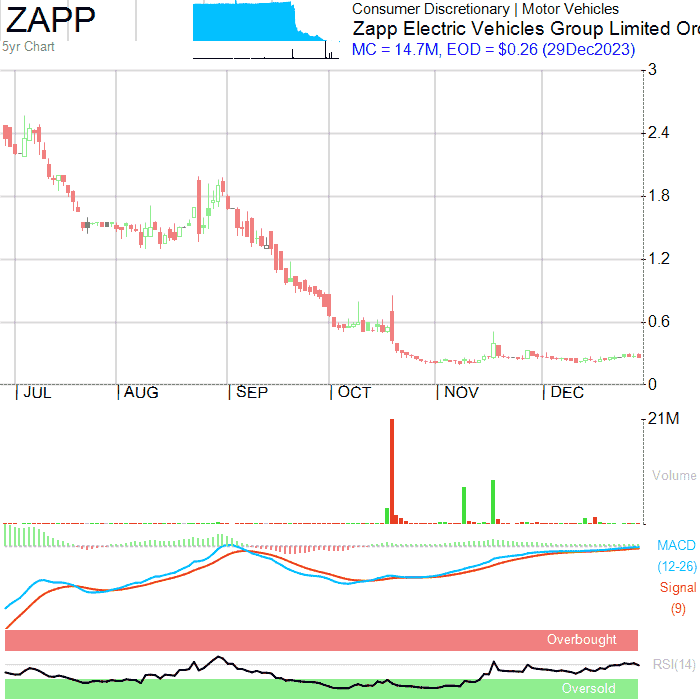 ZAPP
5yr Chart
Consumer Discretionary | Motor Vehicles
Zapp Electric Vehicles Group Limited Or
MC = 14.7M, EOD = $0.26 (29Dec2023)
3
2.4
1.8
1.2
0.6
0
JUL AUG SEP OCT NOV DEC
21M
Volume
MACD
(12-26)
Signal
(9)
Overbought
RSI(14)
Oversold